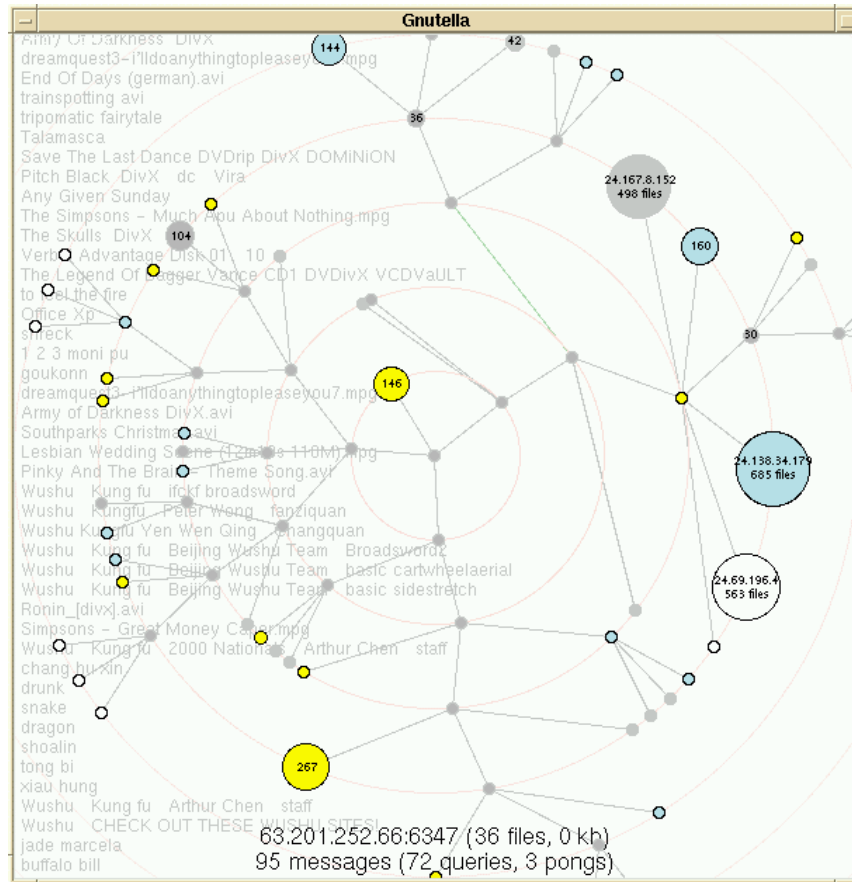 Gnutella
Army Of Darkness DivX
dreamquest3-i'lldoanythingtopleaseyou7.mpg
End Of Days (german).avi
trainspotting avi
tripomatic fairytale
Talamasca
Save The Last Dance DVDrip DivX DOMiNiON
Pitch Black DivX dc Vira
Any Given Sunday
The Simpsons - Much Apu About Nothing.mpg
The Skulls DivX
Verbal Advantage Disk 01 10
The Legend Of Bagger Vance CD1 DVDivX VCDVaULT
to feel the fire
Office Xp
shreck
1 2 3 moni pu
goukonn
dreamquest3-i'lldoanythingtopleaseyou7.mpg
Army of Darkness DivX.avi
Southparks Christmas.avi
Lesbian Wedding Scene (12m18s 110M).mpg
Pinky And The Brain - Theme Song.avi
Wushu Kung fu ifckf broadsword
Wushu Kungfu Peter Wong fanziquan
Wushu Kungfu Yen Wen Qing changquan
Wushu Kung fu Beijing Wushu Team Broadsword2
Wushu Kung fu Beijing Wushu Team basic cartwheelaerial
Wushu Kung fu Beijing Wushu Team basic sidestretch
Ronin_[divx].avi
Simpsons - Great Money Caper.mpg
Wushu Kung fu 2000 Nationals Arthur Chen staff
chang hu xin
drunk
snake
dragon
shoalin
tong bi
xiau hung
Wushu Kung fu Arthur Chen staff
Wushu CHECK OUT THESE WUSHU SITES!
jade marcela
buffalo bill
144
42
36
24.167.8.152
498 files
104
160
30
146
24.138.34.179
685 files
24.69.196.4
563 files
267
63.201.252.66:6347 (36 files, 0 kb)
95 messages (72 queries, 3 pongs)